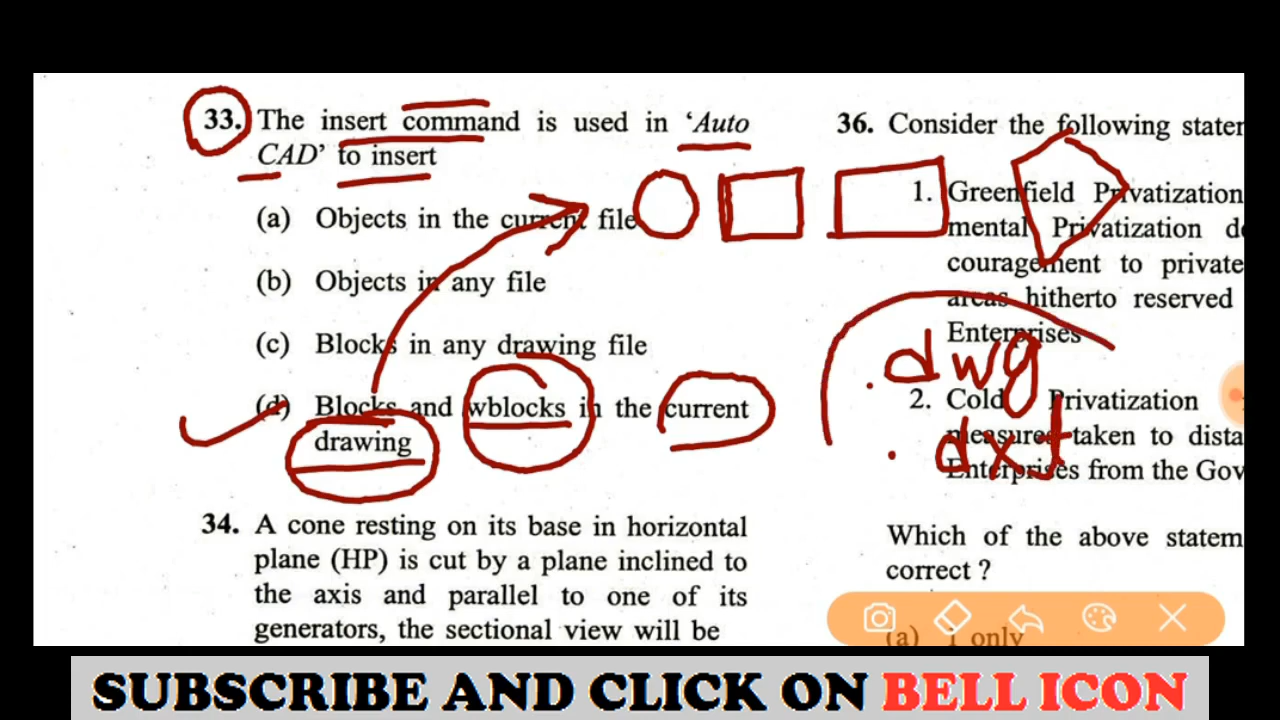 33. The insert command is used in ‘Auto
CAD’ to insert
(a) Objects in the current file
(b) Objects in any file
(c) Blocks in any drawing file
(d) Blocks and wblocks in the current
drawing
34. A cone resting on its base in horizontal
plane (HP) is cut by a plane inclined to
the axis and parallel to one of its
generators, the sectional view will be
36. Consider the following stater
1. Greenfield Privatization
mental Privatization d
couragement to private
areas hitherto reserved
Enterprises
.dwg
2. Cold Privatization
measures taken to dista
.dxf
Enterprises from the Gov
Which of the above statem
correct ?
(a) 1 only
SUBSCRIBE AND CLICK ON BELL ICON